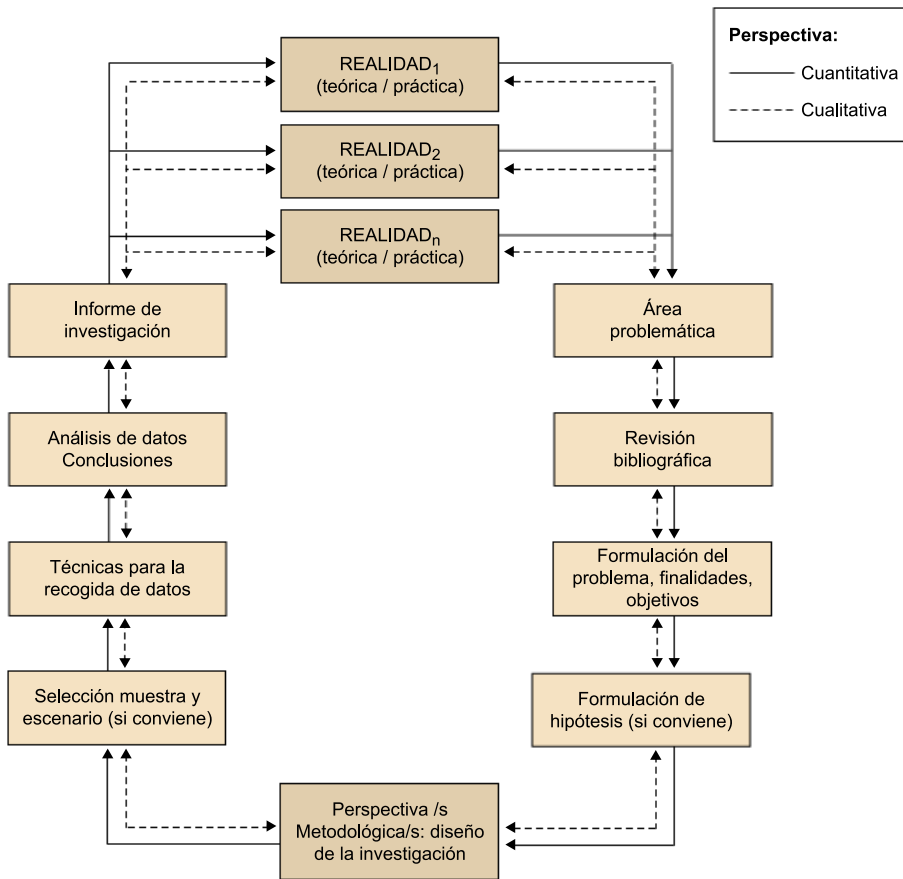 REALIDAD1
(teórica / práctica)
REALIDAD2
(teórica / práctica)
REALIDADn
(teórica / práctica)
Perspectiva:
Cuantitativa
Cualitativa
Informe de
investigación
Área
problemática
Análisis de datos
Conclusiones
Revisión
bibliográfica
Técnicas para la
recogida de datos
Formulación del
problema, finalidades,
objetivos
Selección muestra y
escenario (si conviene)
Formulación de
hipótesis (si conviene)
Perspectiva /s
Metodológica/s: diseño
de la investigación